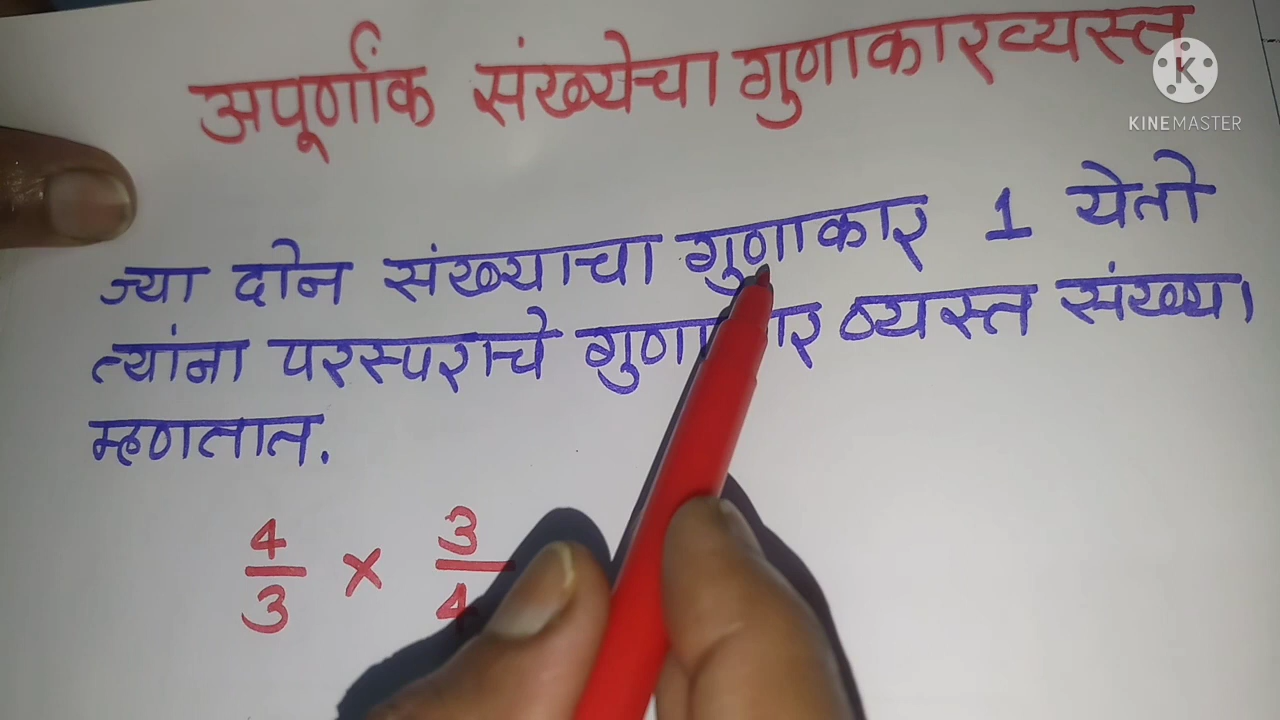 अपूर्णांक संख्येचा गुणाकारव्यस्त
KINEMASTER
ज्या दोन संख्याचा गुणाकार 1 येतो
त्यांना परस्पराचे गुणाकार व्यस्त संख्या
म्हणतात.
4/3 × 3/4